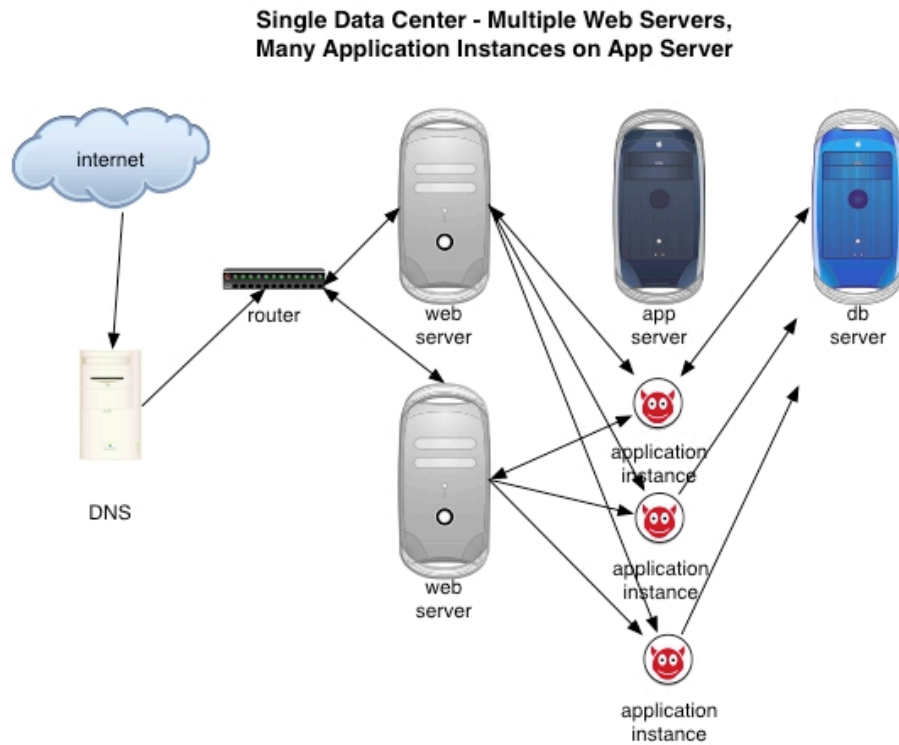 Single Data Center - Multiple Web Servers,
Many Application Instances on App Server
internet
router
web
server
app
server
db
server
DNS
application
instance
web
server
application
instance
application
instance